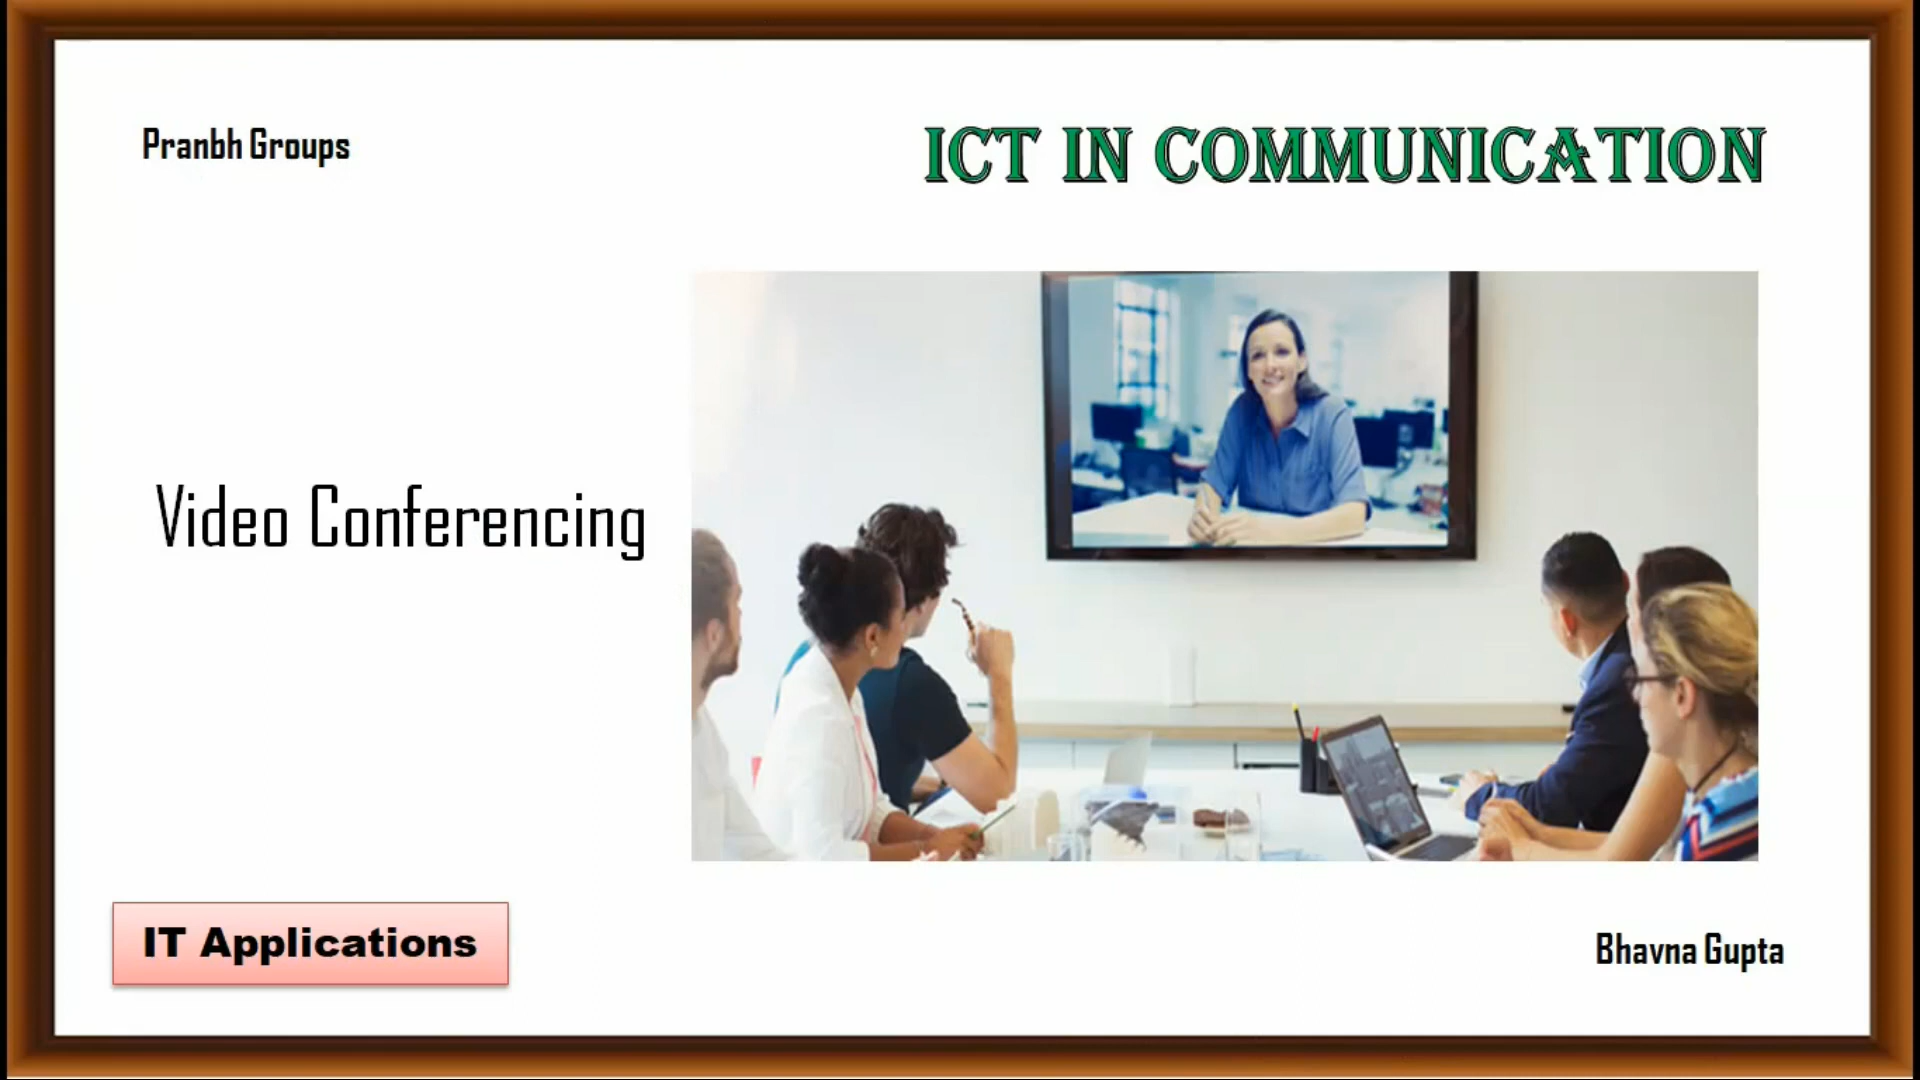 Pranbh Groups
ICT IN COMMUNICATION
Video Conferencing
IT Applications
Bhavna Gupta